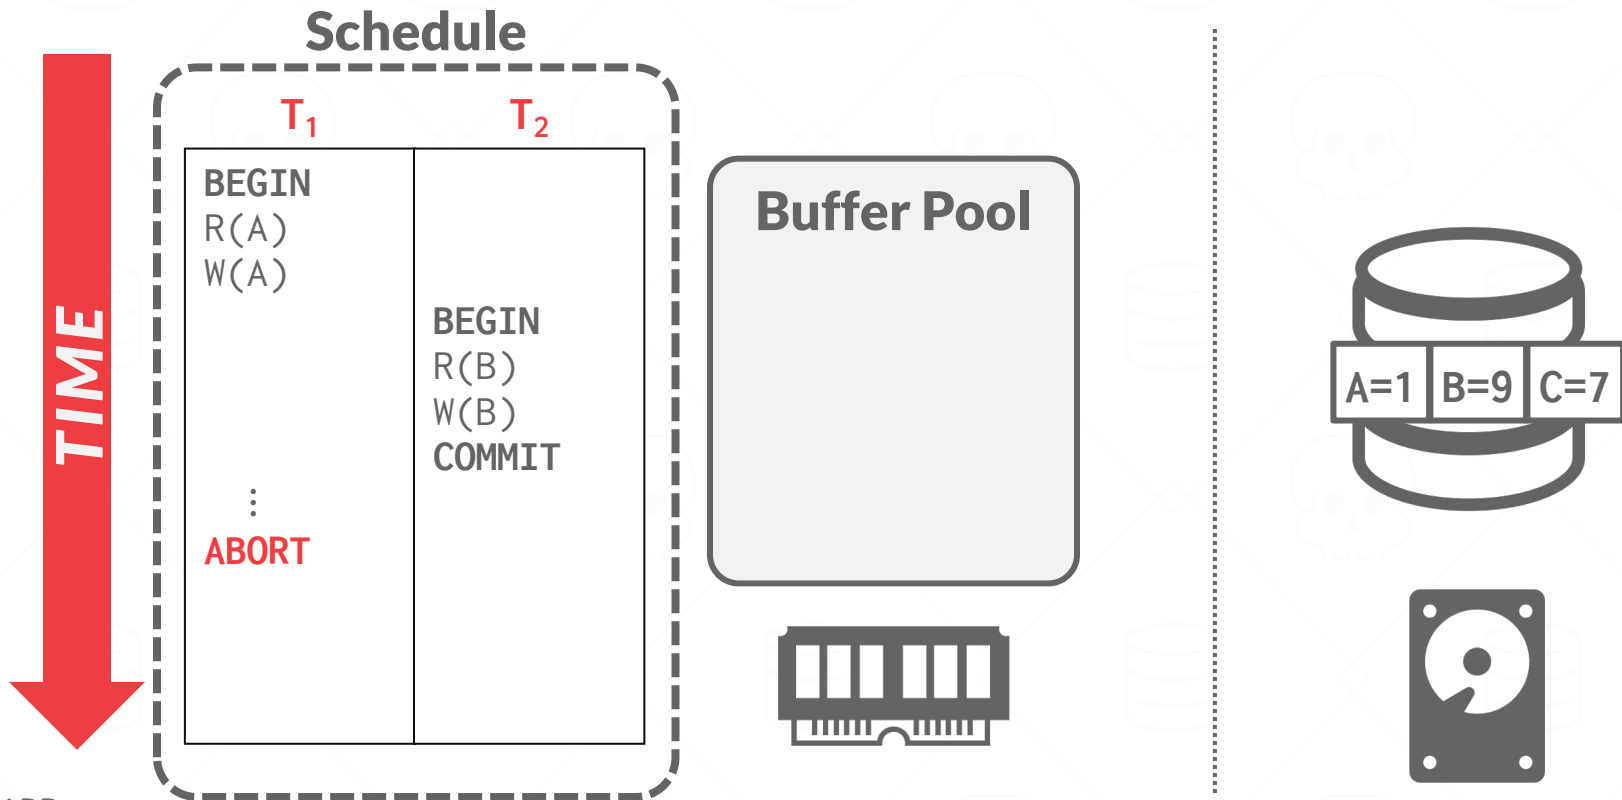 Schedule
TIME
T1 T2
BEGIN
R(A)
W(A)
BEGIN
R(B)
W(B)
COMMIT
⋮
ABORT
Buffer Pool
A=1 B=9 C=7